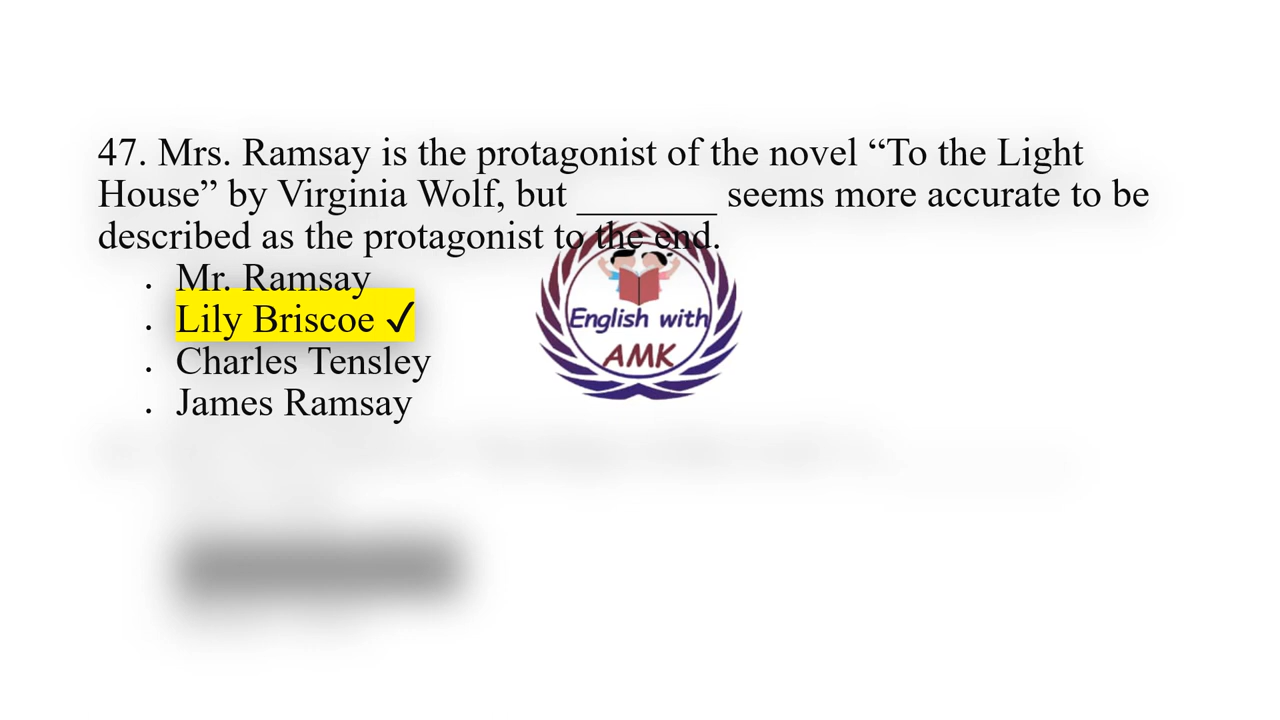 47. Mrs. Ramsay is the protagonist of the novel “To the Light
House” by Virginia Wolf, but _______ seems more accurate to be
described as the protagonist to the end.
· Mr. Ramsay
· Lily Briscoe ✓
· Charles Tensley
· James Ramsay
English with
AMK